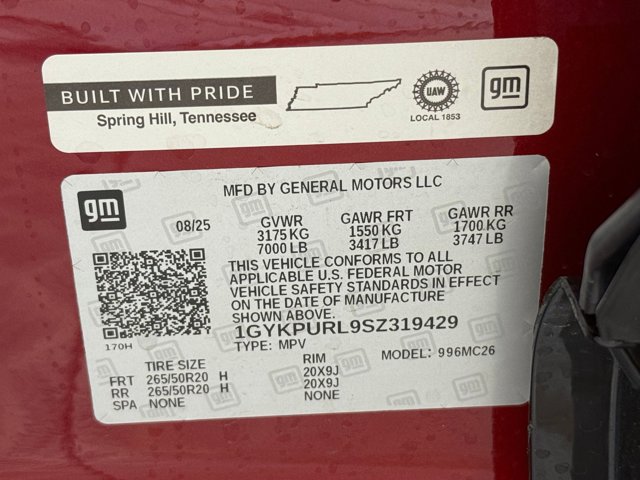 BUILT WITH PRIDE
Spring Hill, Tennessee
UAW
LOCAL 1853
gm
gm
MFD BY GENERAL MOTORS LLC
08/25 GVWR GAWR FRT GAWR RR
3175 KG 1550 KG 1700 KG
7000 LB 3417 LB 3747 LB
THIS VEHICLE CONFORMS TO ALL
APPLICABLE U.S. FEDERAL MOTOR
VEHICLE SAFETY STANDARDS IN EFFECT
ON THE DATE OF MANUFACTURE
SHOWN ABOVE.
1GYKPURL9SZ319429
TYPE: MPV MODEL: 996MC26
170H
TIRE SIZE RIM
FRT 265/50R20 H 20X9J
RR 265/50R20 H 20X9J
SPA NONE NONE